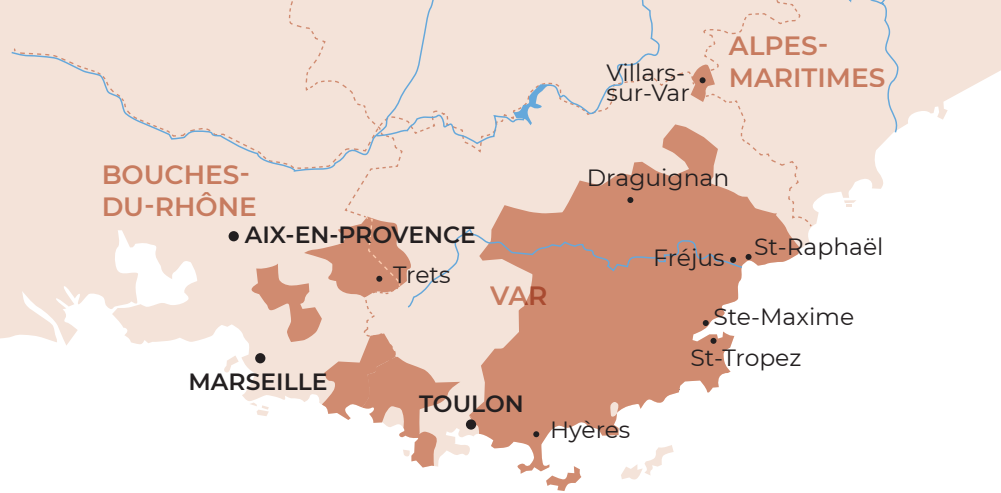 ALPES-
MARITIMES
Villars-
sur-Var
BOUCHES-
DU-RHÔNE
Draguignan
AIX-EN-PROVENCE
St-Raphaël
Fréjus
Trets
VAR
Ste-Maxime
St-Tropez
MARSEILLE
TOULON
Hyères